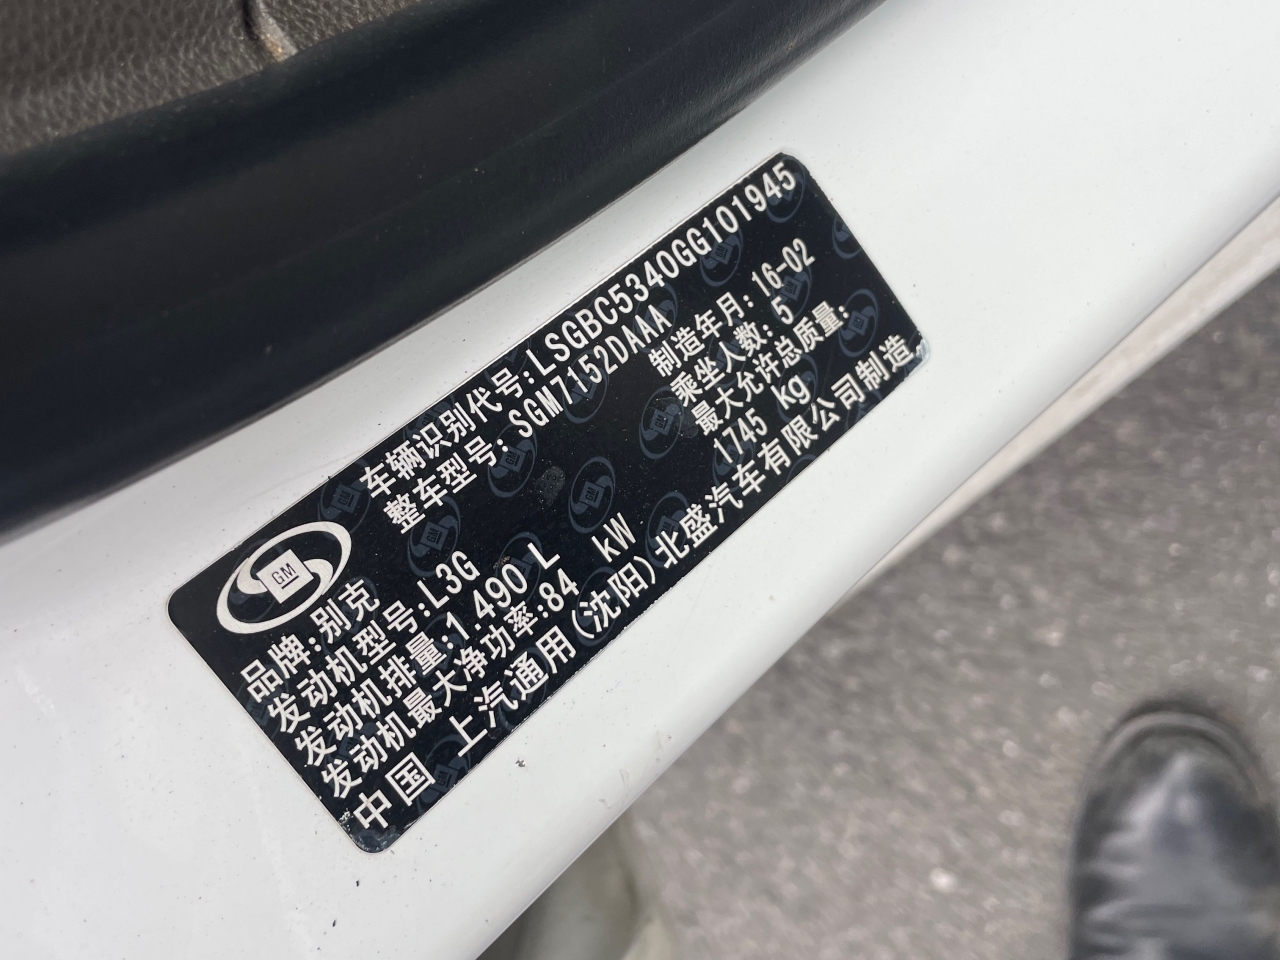 车辆识别代号:LSGBC5340GG101945
整车型号:SGM7152DAAA
GM
品牌:别克
制造年月:16-02
发动机型号:L3G
乘坐人数:5
发动机排量:1.490 L
最大允许总质量:
1745 kg
发动机最大净功率:84 kW
中国 上汽通用(沈阳)北盛汽车有限公司制造